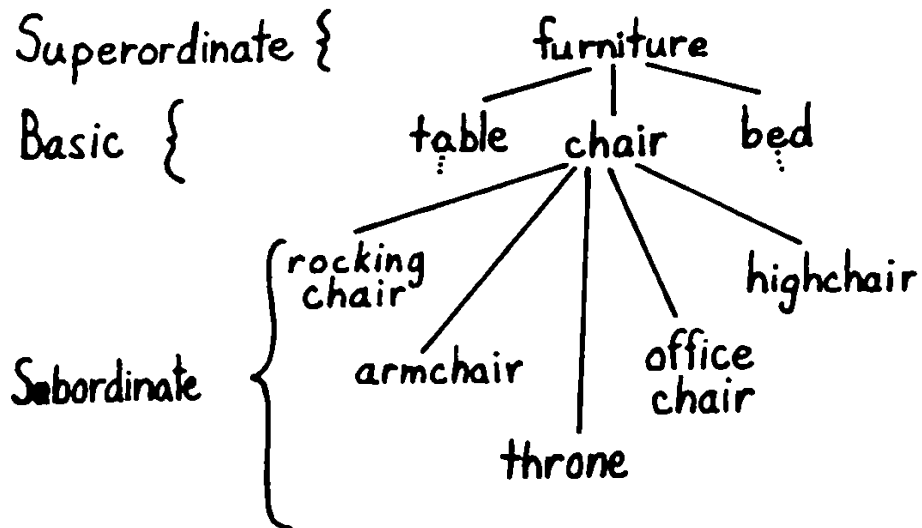 Superordinate { furniture
Basic { table chair bed
rocking
chair
highchair
Subordinate { armchair
office
chair
throne